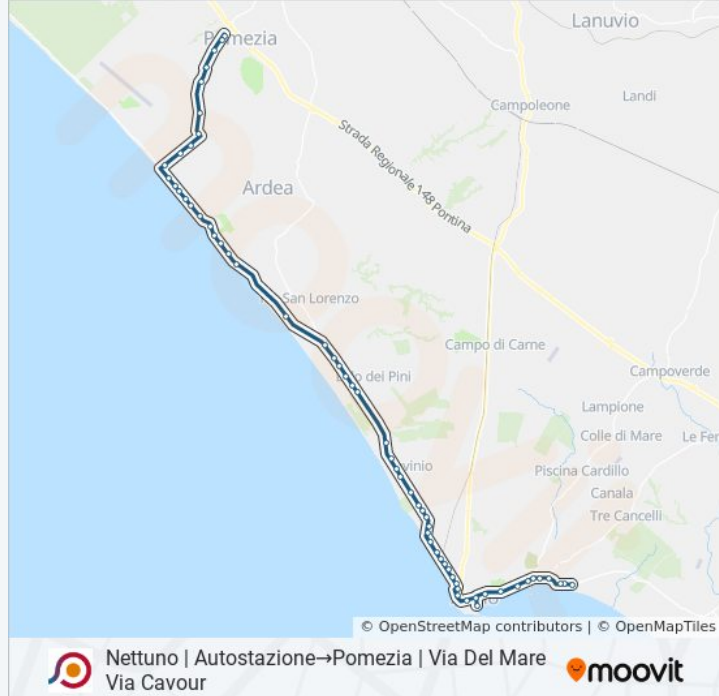 Lanuvio
Pomezia
Landi
Campoleone
Strada Regionale 148 Pontina
Ardea
San Lorenzo
Campo di Carne
dei Pini
Campoverde
Lampione
Colle di Mare
Le Fer
Piscina Cardillo
Canala
Tre Cancelli
© OpenStreetMap contributors | © OpenMapTiles
Nettuno | Autostazione→Pomezia | Via Del Mare
Via Cavour
moovit